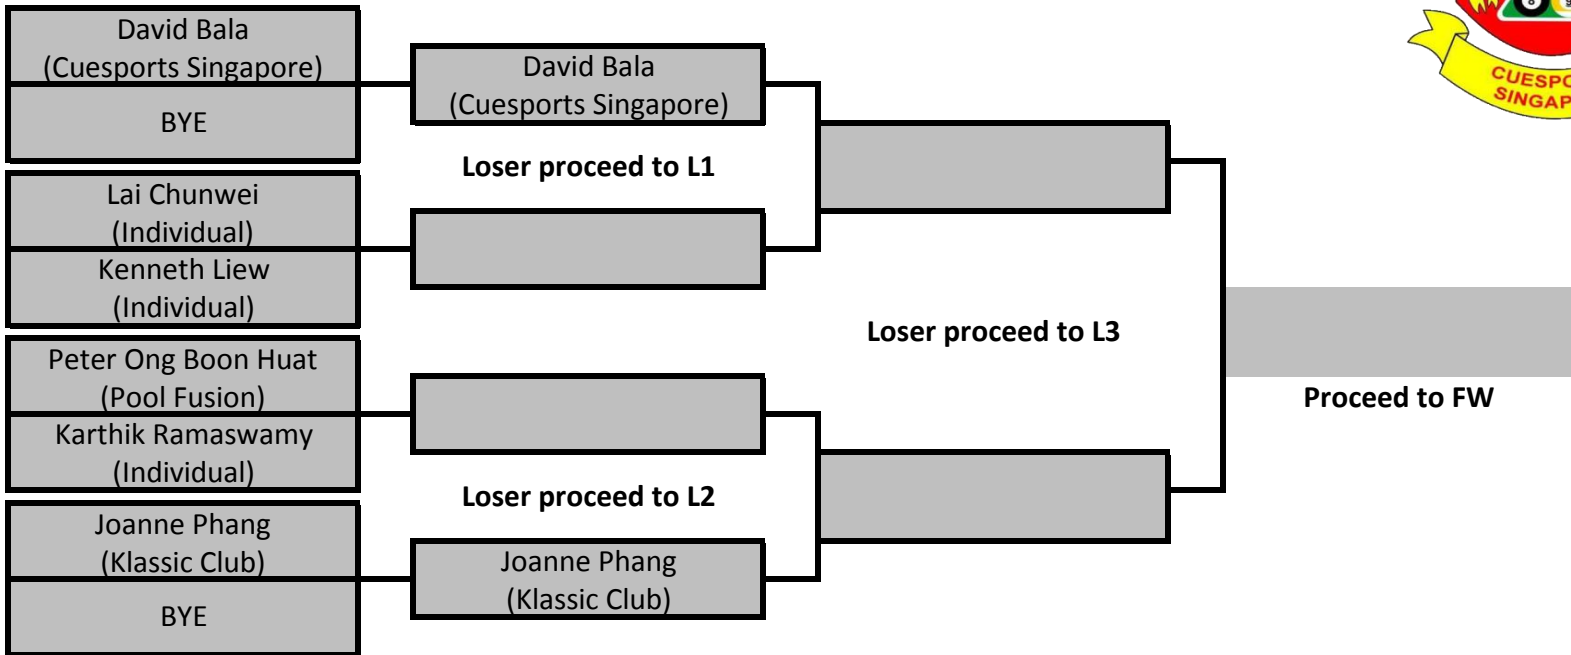 David Bala
(Cuesports Singapore)
BYE
Lai Chunwei
(Individual)
Kenneth Liew
(Individual)
Peter Ong Boon Huat
(Pool Fusion)
Karthik Ramaswamy
(Individual)
Joanne Phang
(Klassic Club)
BYE
David Bala
(Cuesports Singapore)
Loser proceed to L1
Loser proceed to L2
Joanne Phang
(Klassic Club)
Loser proceed to L3
Proceed to FW
8
9